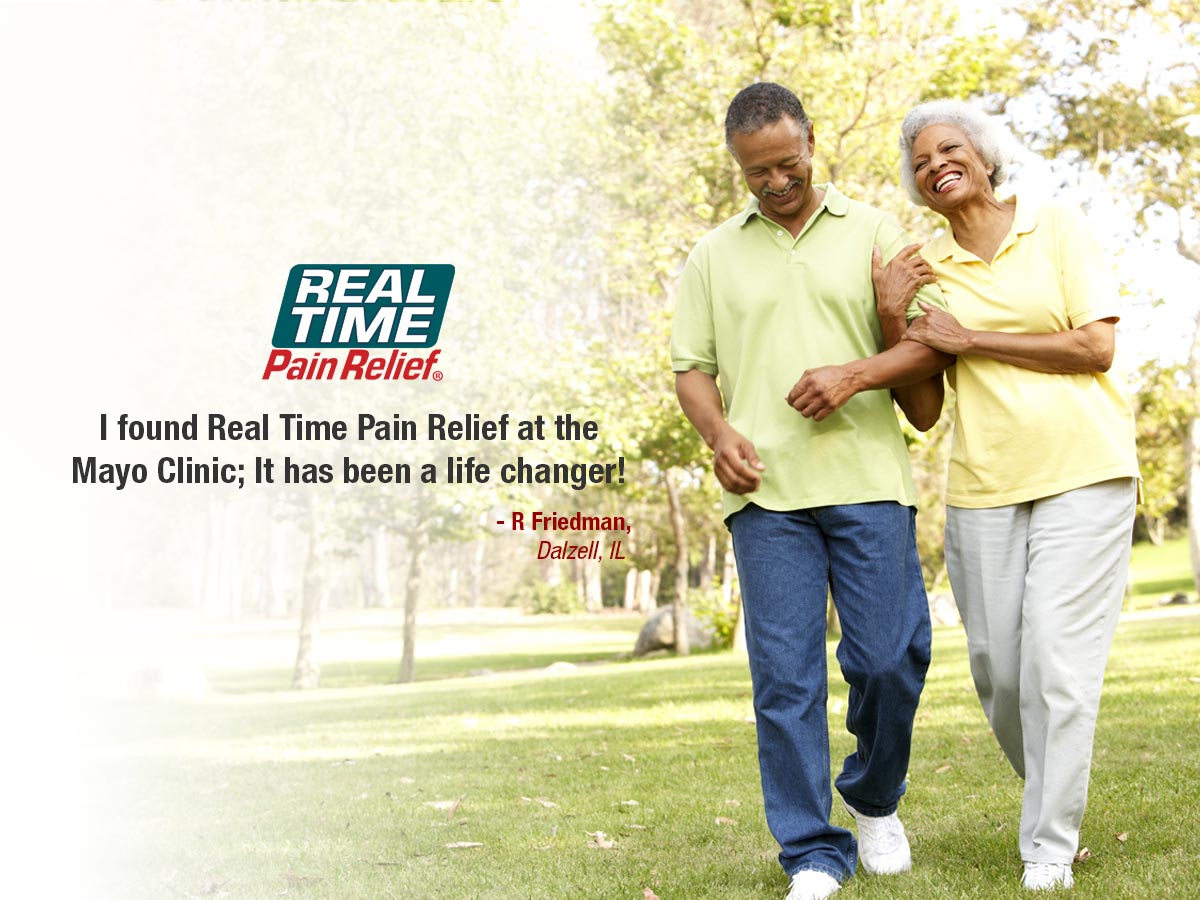 REAL
TIME
Pain Relief®
I found Real Time Pain Relief at the
Mayo Clinic; It has been a life changer!
- R Friedman,
Dalzell, IL